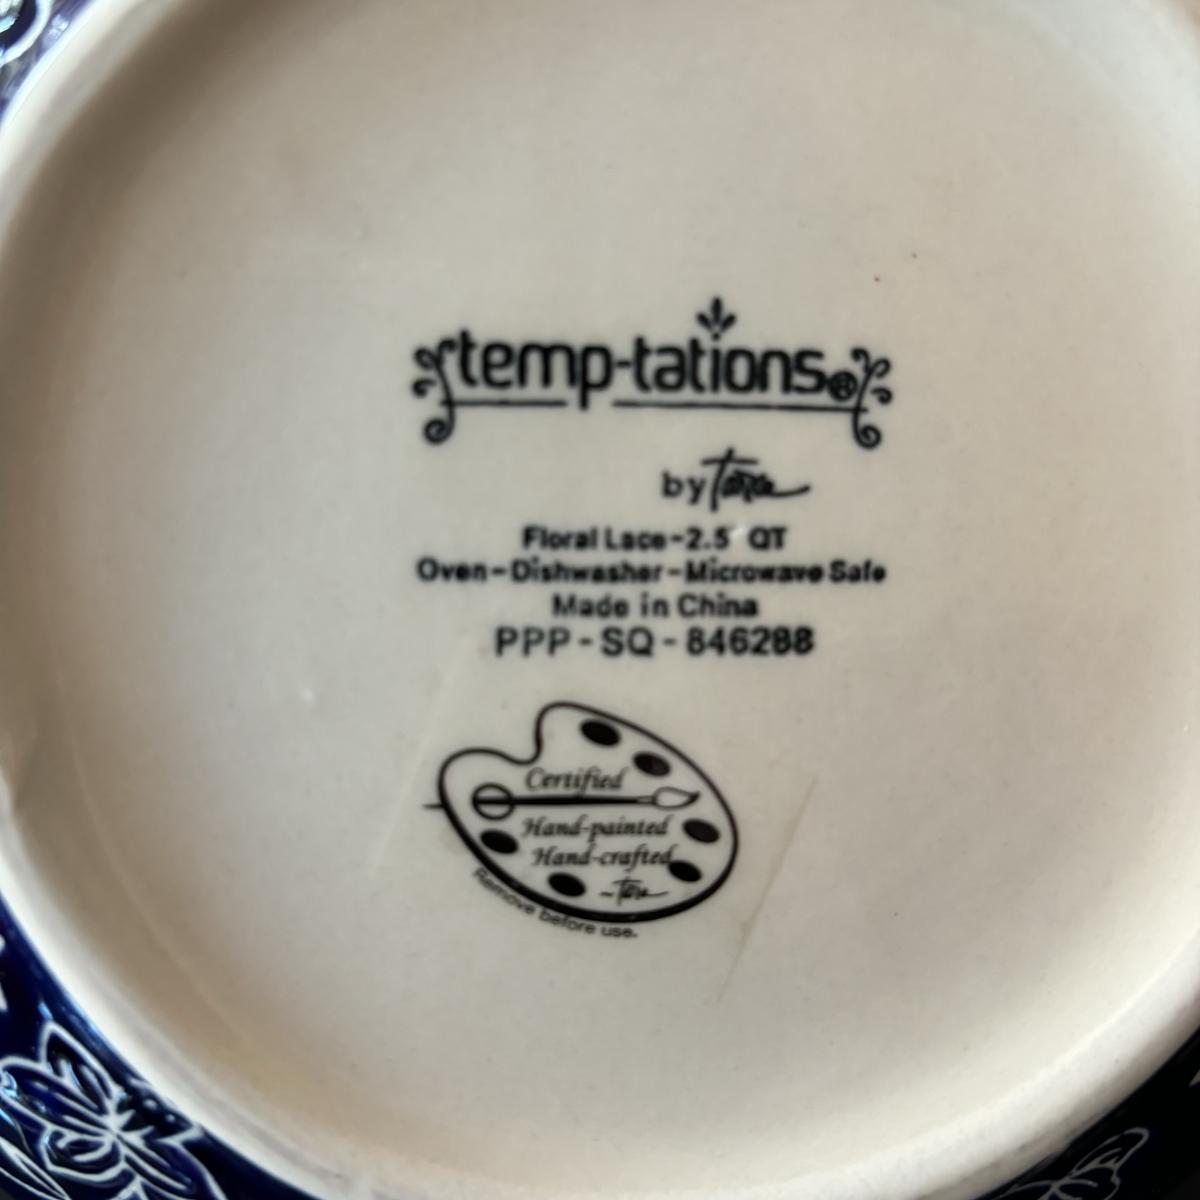 temp-tations®
by Tara
Floral Lace-2.5 QT
Oven-Dishwasher-Microwave Safe
Made in China
PPP-SQ-846288
Certified
Hand-painted
Hand-crafted
~Tara
Remove before use.